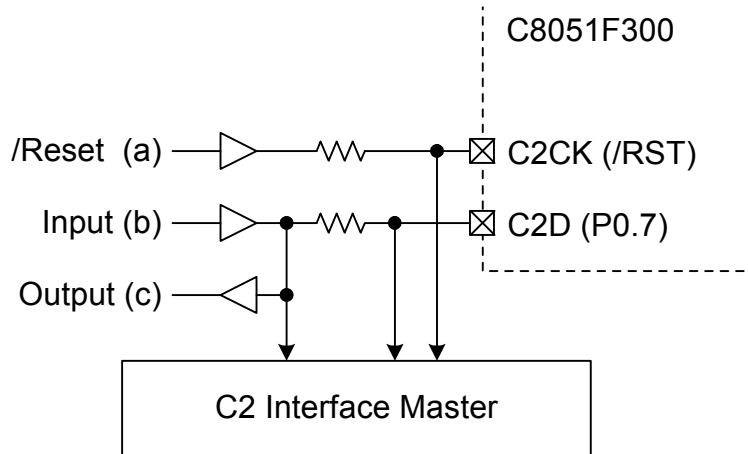 C8051F300
/Reset (a)
C2CK (/RST)
Input (b)
C2D (P0.7)
Output (c)
C2 Interface Master